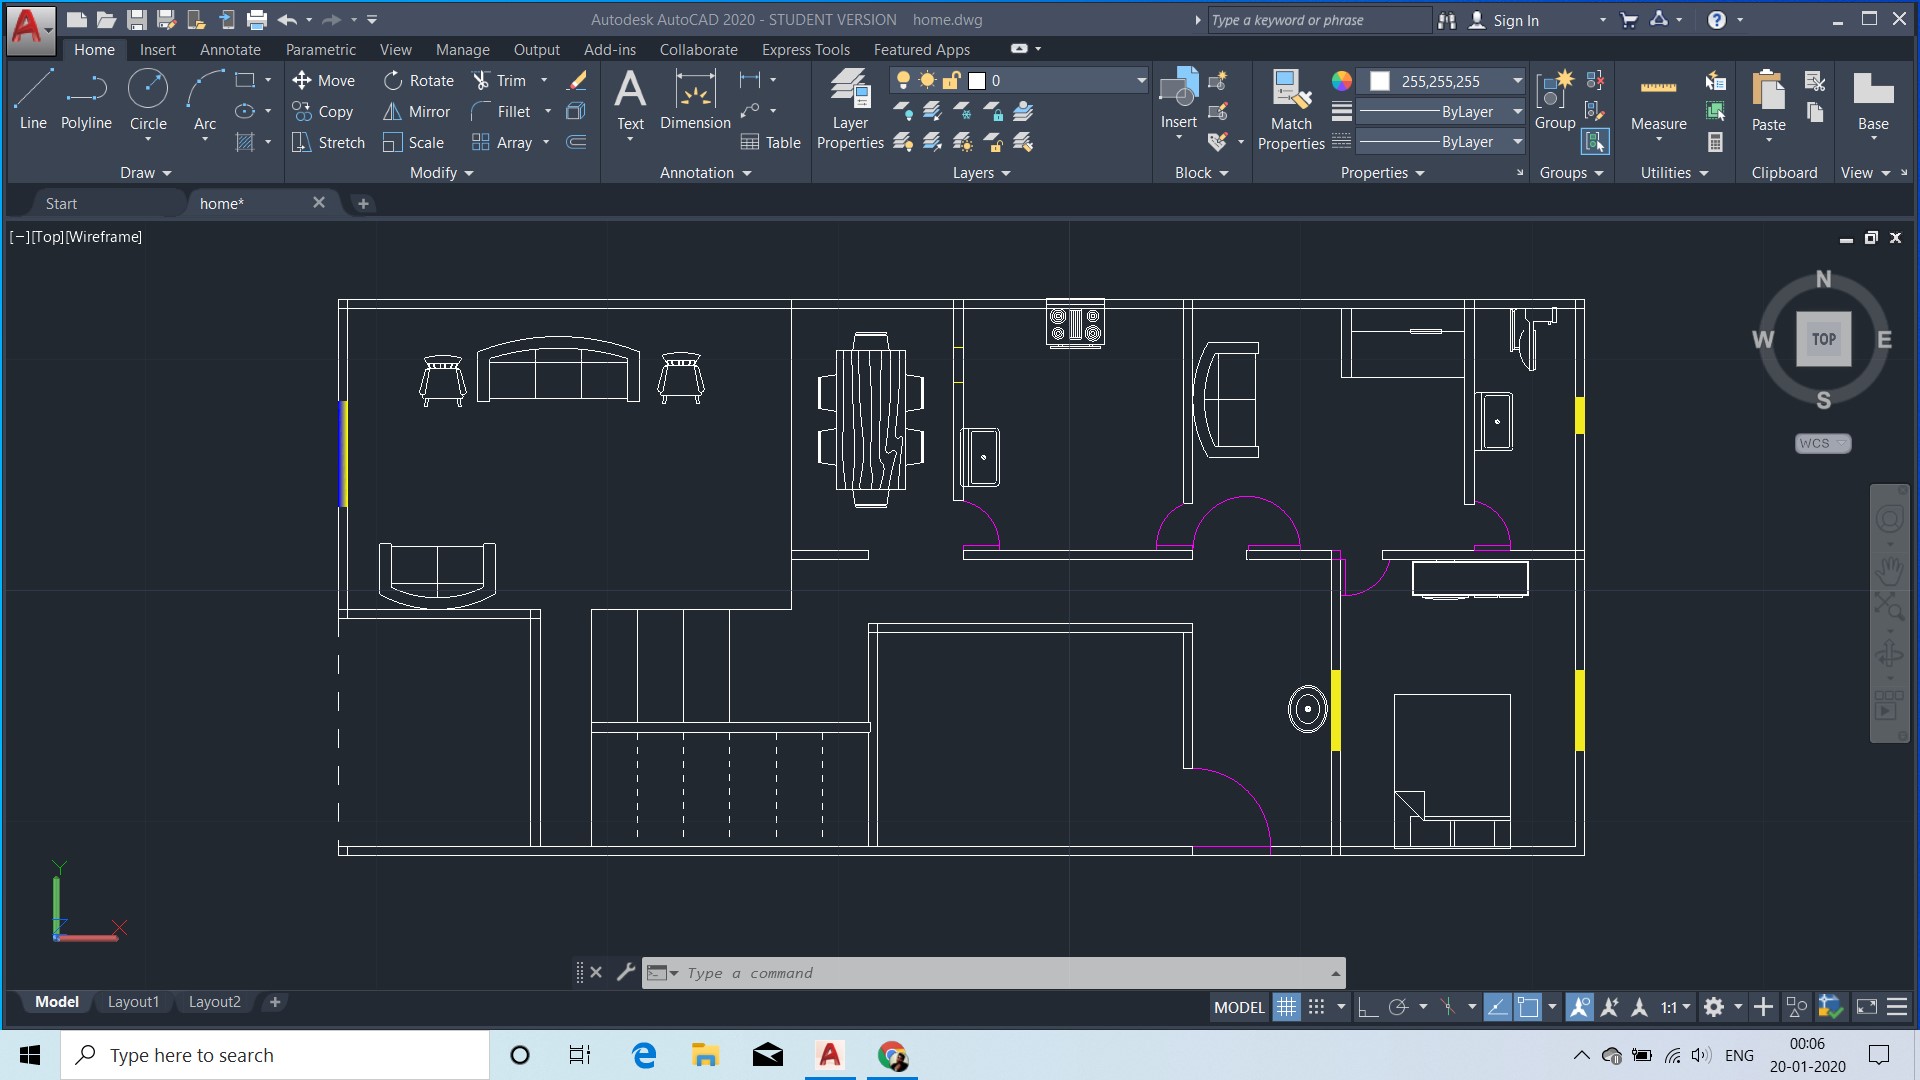 Autodesk AutoCAD 2020 - STUDENT VERSION home.dwg
Type a keyword or phrase
Sign In
Home Insert Annotate Parametric View Manage Output Add-ins Collaborate Express Tools Featured Apps
Line Polyline Circle Arc
Move Rotate Trim
Copy Mirror Fillet
Stretch Scale Array
Text Dimension Table
Layer Properties
0
Insert
Match Properties
255,255,255
ByLayer
ByLayer
Group
Measure
Paste
Base
Draw Modify Annotation Layers Block Properties Groups Utilities Clipboard View
Start home*
[−][Top][Wireframe]
N
W TOP E
S
WCS
Y
X
Type a command
Model Layout1 Layout2
MODEL 1:1
Type here to search
ENG
00:06
20-01-2020